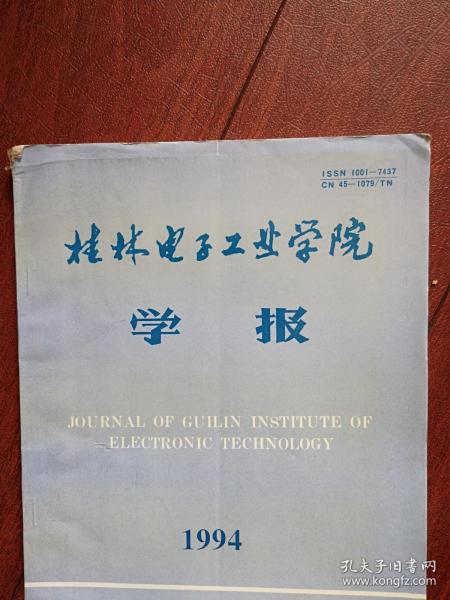 ISSN 1001—7437
CN 45—1079/TN
桂林电子工业学院
学 报
JOURNAL OF GUILIN INSTITUTE OF
ELECTRONIC TECHNOLOGY
1994
孔夫子旧书网
www.kongfz.com